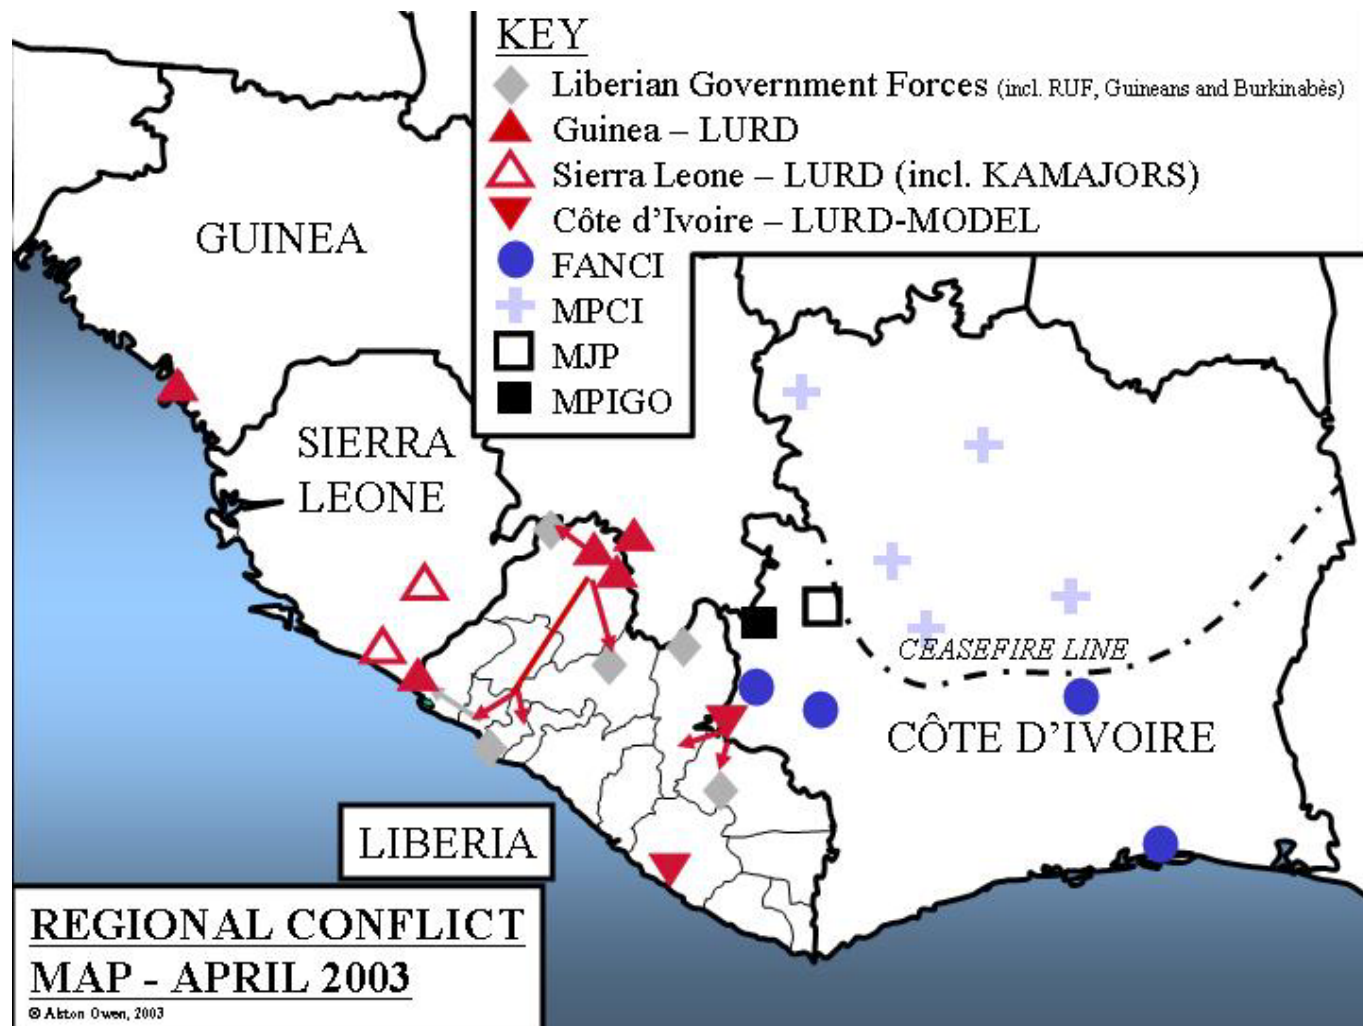 KEY
Liberian Government Forces (incl. RUF, Guineans and Burkinabès)
Guinea – LURD
Sierra Leone – LURD (incl. KAMAJORS)
Côte d'Ivoire – LURD-MODEL
FANCI
MPCI
MJP
MPIGO
GUINEA
SIERRA
LEONE
CEASEFIRE LINE
CÔTE D'IVOIRE
LIBERIA
REGIONAL CONFLICT
MAP - APRIL 2003
© Alston Owen, 2003